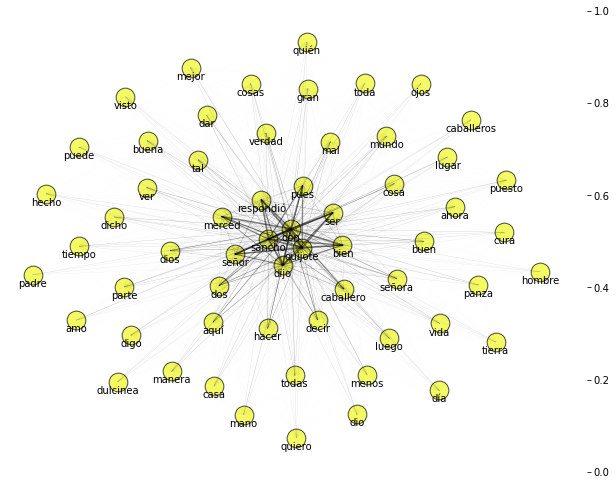 1.0
quién
mejor
cosas
gran
toda
ojos
visto
0.8
dar
caballeros
verdad
mal
mundo
buena
puede
tal
lugar
cosa
puesto
ver
pues
hecho
0.6
respondió
ser
ahora
merced
dicho
cura
don
sancho
quijote
bien
buen
tiempo
dios
señor
dijo
hombre
padre
señora
panza
0.4
parte
dos
caballero
amo
aquí
hacer
decir
vida
digo
luego
tierra
manera
todas
menos
dulcinea
casa
día
0.2
mano
dio
quiero
0.0